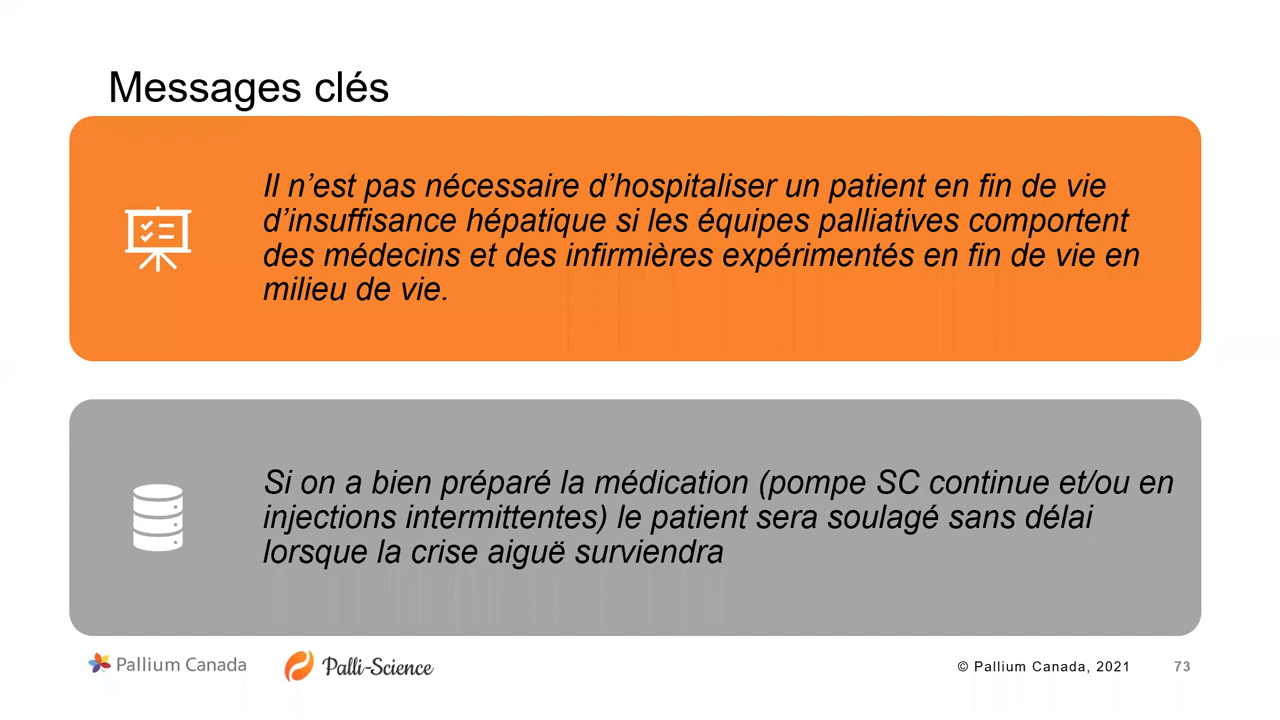 Messages clés
Il n’est pas nécessaire d’hospitaliser un patient en fin de vie
d’insuffisance hépatique si les équipes palliatives comportent
des médecins et des infirmières expérimentés en fin de vie en
milieu de vie.
Si on a bien préparé la médication (pompe SC continue et/ou en
injections intermittentes) le patient sera soulagé sans délai
lorsque la crise aiguë surviendra
Pallium Canada
Palli-Science
© Pallium Canada, 2021
73